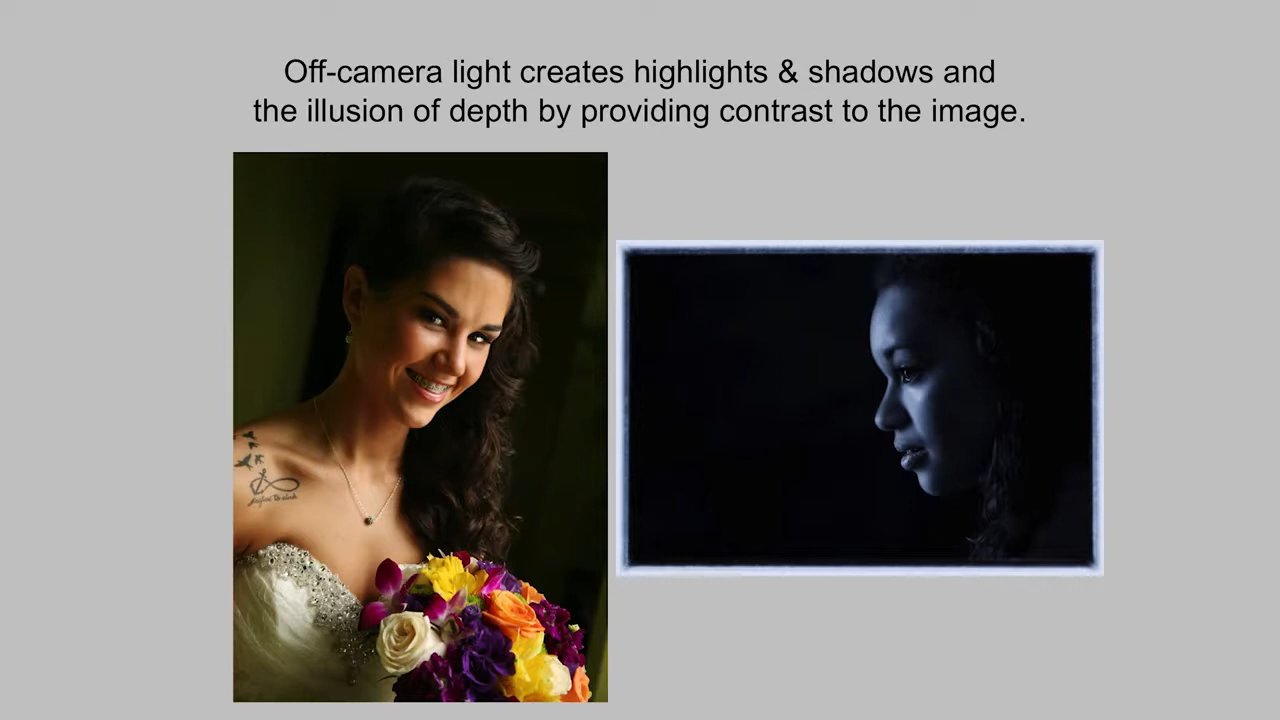 Off-camera light creates highlights & shadows and
the illusion of depth by providing contrast to the image.